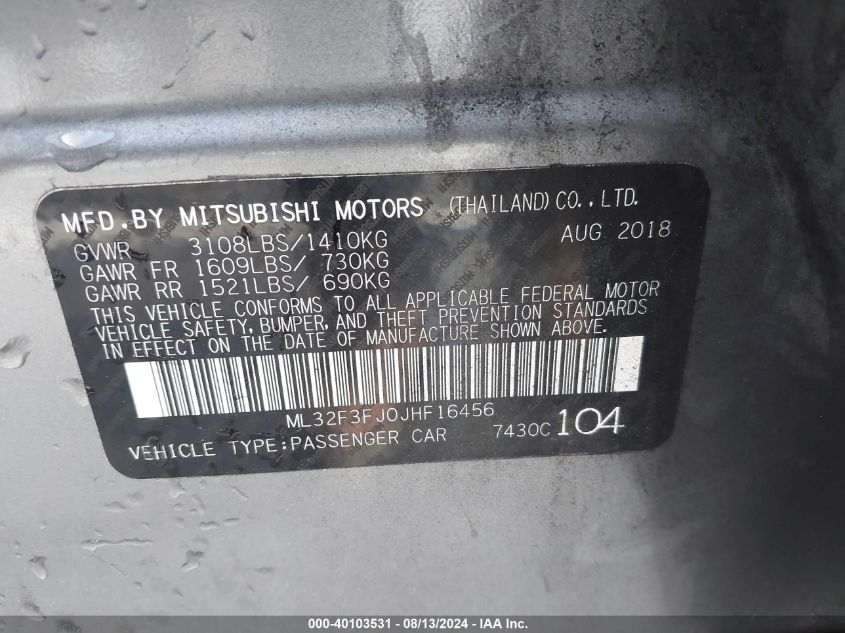 MFD.BY MITSUBISHI MOTORS (THAILAND) CO.,LTD.
GVWR 3108LBS/1410KG AUG 2018
GAWR FR 1609LBS/ 730KG
GAWR RR 1521LBS/ 690KG
THIS VEHICLE CONFORMS TO ALL APPLICABLE FEDERAL MOTOR
VEHICLE SAFETY, BUMPER, AND THEFT PREVENTION STANDARDS
IN EFFECT ON THE DATE OF MANUFACTURE SHOWN ABOVE.
ML32F3FJ0JHF16456
VEHICLE TYPE:PASSENGER CAR 7430C 104
000-40103531 - 08/13/2024 - IAA Inc.